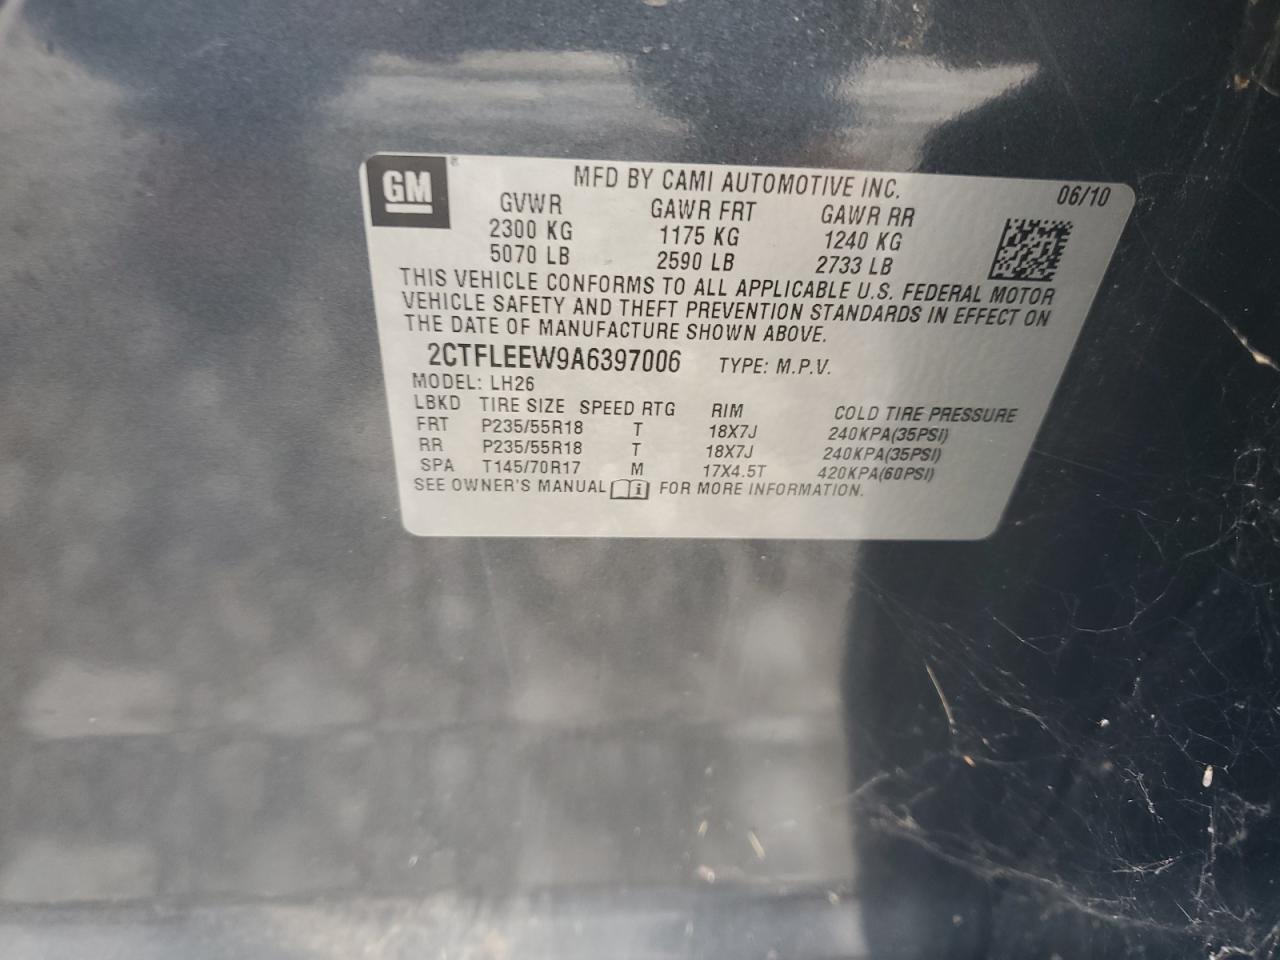 GM®
MFD BY CAMI AUTOMOTIVE INC. 06/10
GVWR GAWR FRT GAWR RR
2300 KG 1175 KG 1240 KG
5070 LB 2590 LB 2733 LB
THIS VEHICLE CONFORMS TO ALL APPLICABLE U.S. FEDERAL MOTOR
VEHICLE SAFETY AND THEFT PREVENTION STANDARDS IN EFFECT ON
THE DATE OF MANUFACTURE SHOWN ABOVE.
2CTFLEEW9A6397006 TYPE: M.P.V.
MODEL: LH26
LBKD TIRE SIZE SPEED RTG RIM COLD TIRE PRESSURE
FRT P235/55R18 T 18X7J 240KPA(35PSI)
RR P235/55R18 T 18X7J 240KPA(35PSI)
SPA T145/70R17 M 17X4.5T 420KPA(60PSI)
SEE OWNER'S MANUAL i FOR MORE INFORMATION.